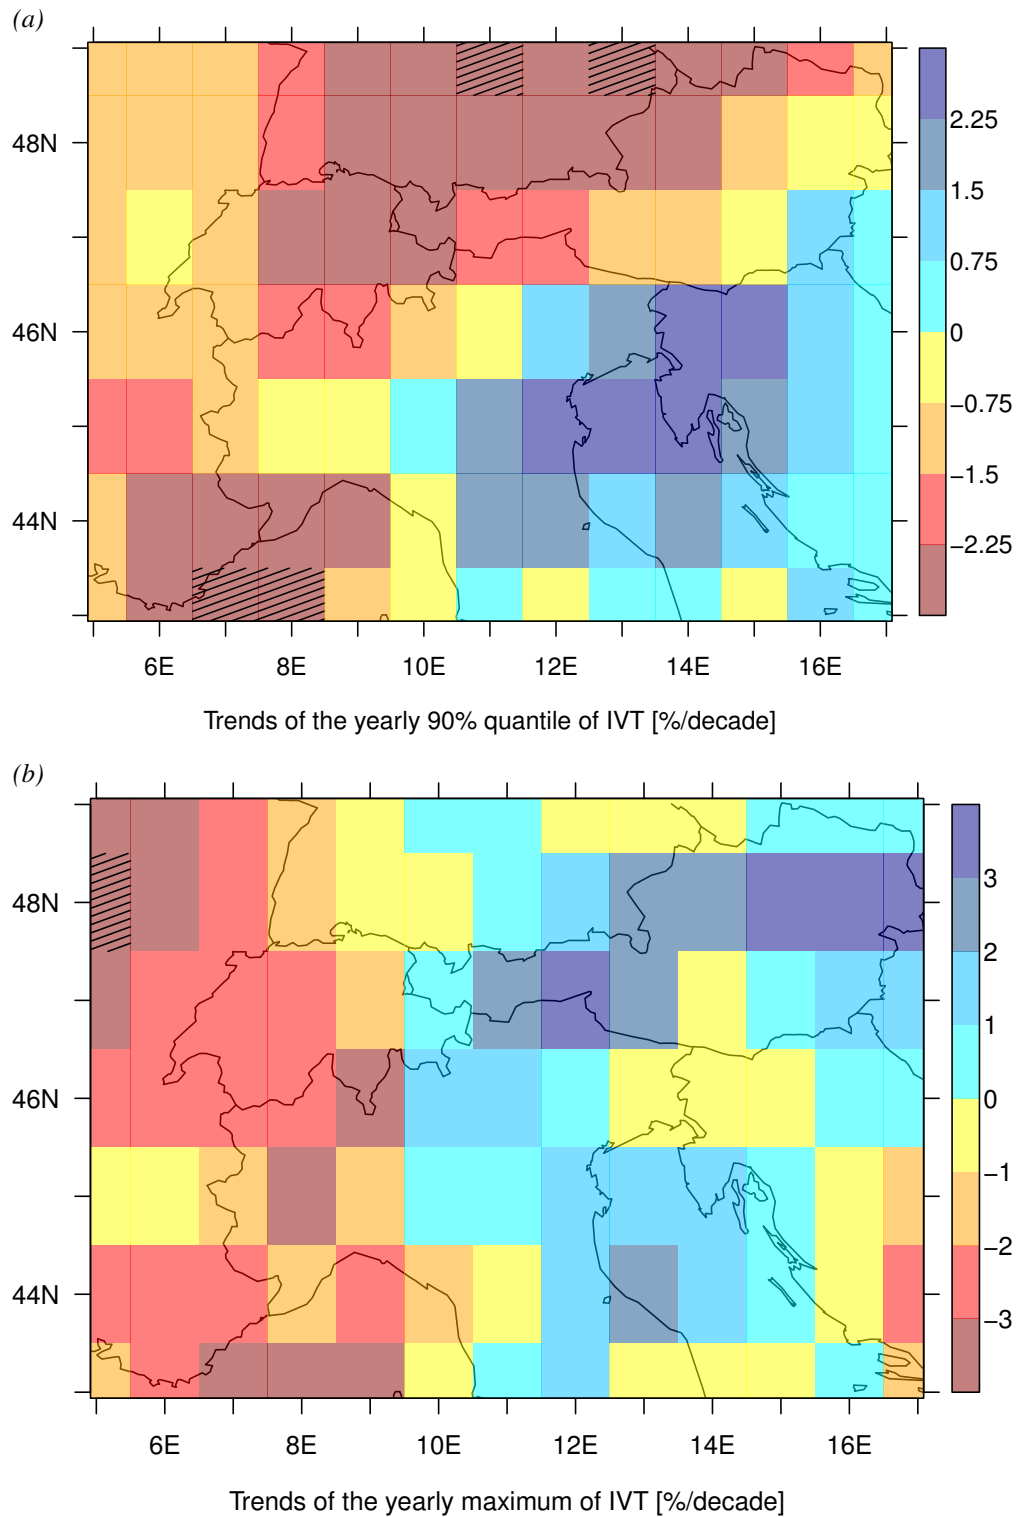 (a)
48N
46N
44N
6E 8E 10E 12E 14E 16E
2.25
1.5
0.75
0
−0.75
−1.5
−2.25
Trends of the yearly 90% quantile of IVT [%/decade]
(b)
48N
46N
44N
6E 8E 10E 12E 14E 16E
3
2
1
0
−1
−2
−3
Trends of the yearly maximum of IVT [%/decade]